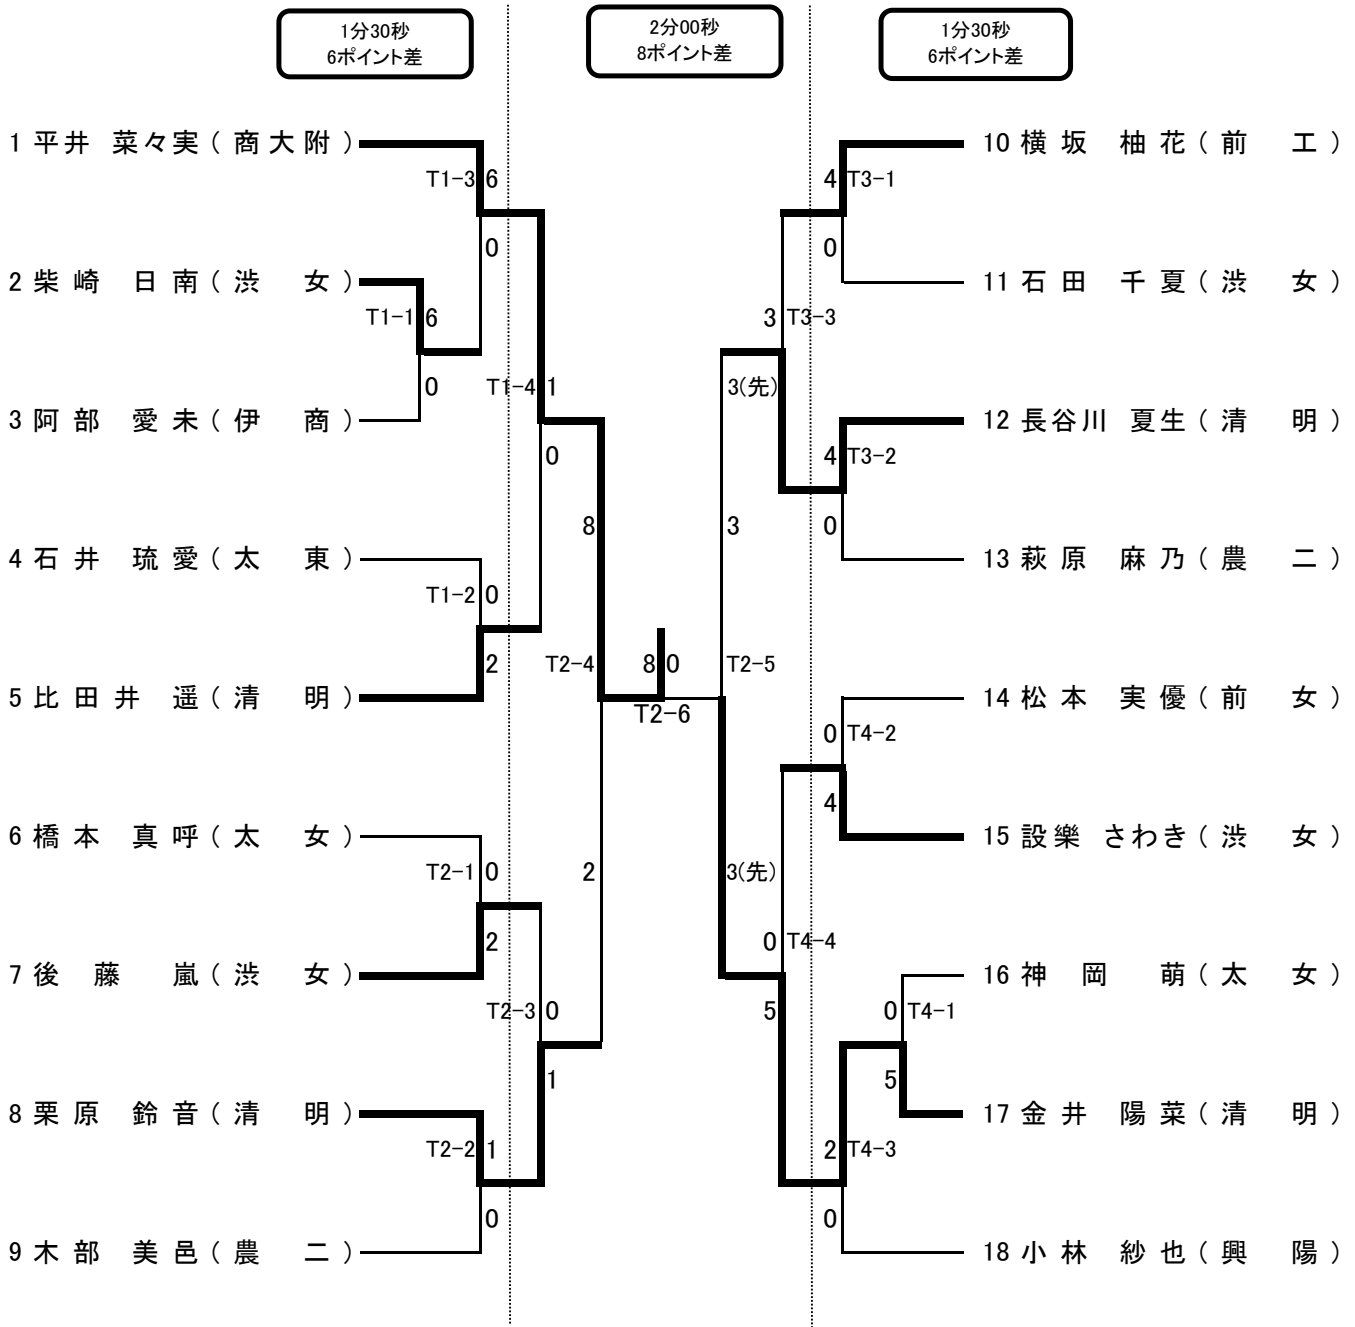 1分30秒
6ポイント差
2分00秒
8ポイント差
1分30秒
6ポイント差
1 平井 菜々実 ( 商大附 )
T1-3 6
0
2 柴崎 日南 ( 渋 女 )
T1-1 6
0
3 阿部 愛未 ( 伊 商 )
T1-4 1
0
4 石井 琉愛 ( 太 東 )
T1-2 0
2
5 比田井 遥 ( 清 明 )
8
T2-4
2
6 橋本 真呼 ( 太 女 )
T2-1 0
2
7 後藤 嵐 ( 渋 女 )
T2-3 0
1
8 栗原 鈴音 ( 清 明 )
T2-2 1
0
9 木部 美邑 ( 農 二 )
8 0
T2-6
10 横坂 柚花 ( 前 工 )
4 T3-1
0
11 石田 千夏 ( 渋 女 )
3 T3-3
3(先)
12 長谷川 夏生 ( 清 明 )
4 T3-2
0
13 萩原 麻乃 ( 農 二 )
3
T2-5
3(先)
14 松本 実優 ( 前 女 )
0 T4-2
4
15 設樂 さわき ( 渋 女 )
0 T4-4
5
16 神岡 萌 ( 太 女 )
0 T4-1
5
17 金井 陽菜 ( 清 明 )
2 T4-3
0
18 小林 紗也 ( 興 陽 )